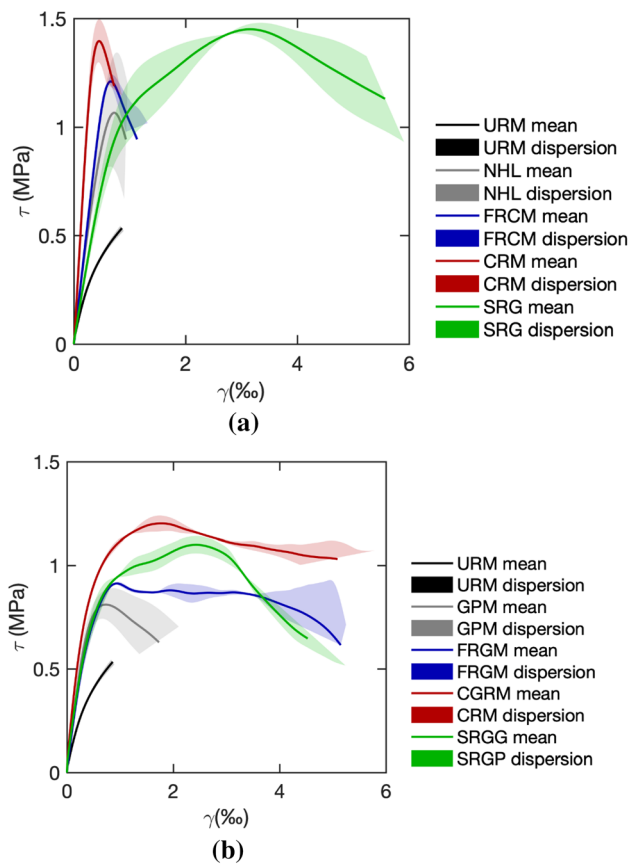 1.5
1
0.5
0
τ (MPa)
0
2
4
6
γ(‰)
URM mean
URM dispersion
NHL mean
NHL dispersion
FRCM mean
FRCM dispersion
CRM mean
CRM dispersion
SRG mean
SRG dispersion
(a)
1.5
1
0.5
0
τ (MPa)
0
2
4
6
γ(‰)
URM mean
URM dispersion
GPM mean
GPM dispersion
FRGM mean
FRGM dispersion
CGRM mean
CRM dispersion
SRGG mean
SRGP dispersion
(b)